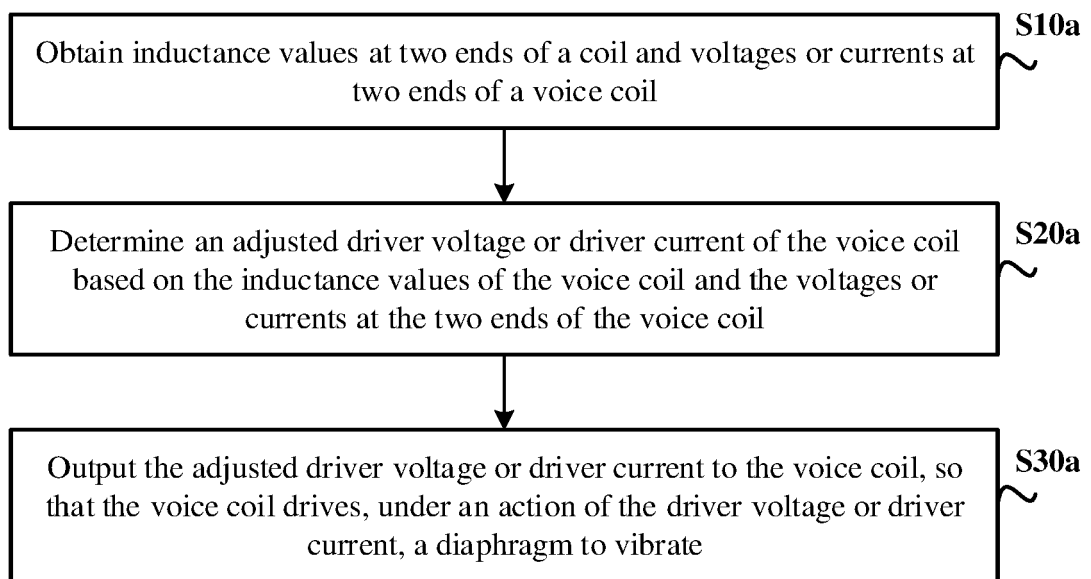 S10a
Obtain inductance values at two ends of a coil and voltages or currents at
two ends of a voice coil
S20a
Determine an adjusted driver voltage or driver current of the voice coil
based on the inductance values of the voice coil and the voltages or
currents at the two ends of the voice coil
S30a
Output the adjusted driver voltage or driver current to the voice coil, so
that the voice coil drives, under an action of the driver voltage or driver
current, a diaphragm to vibrate